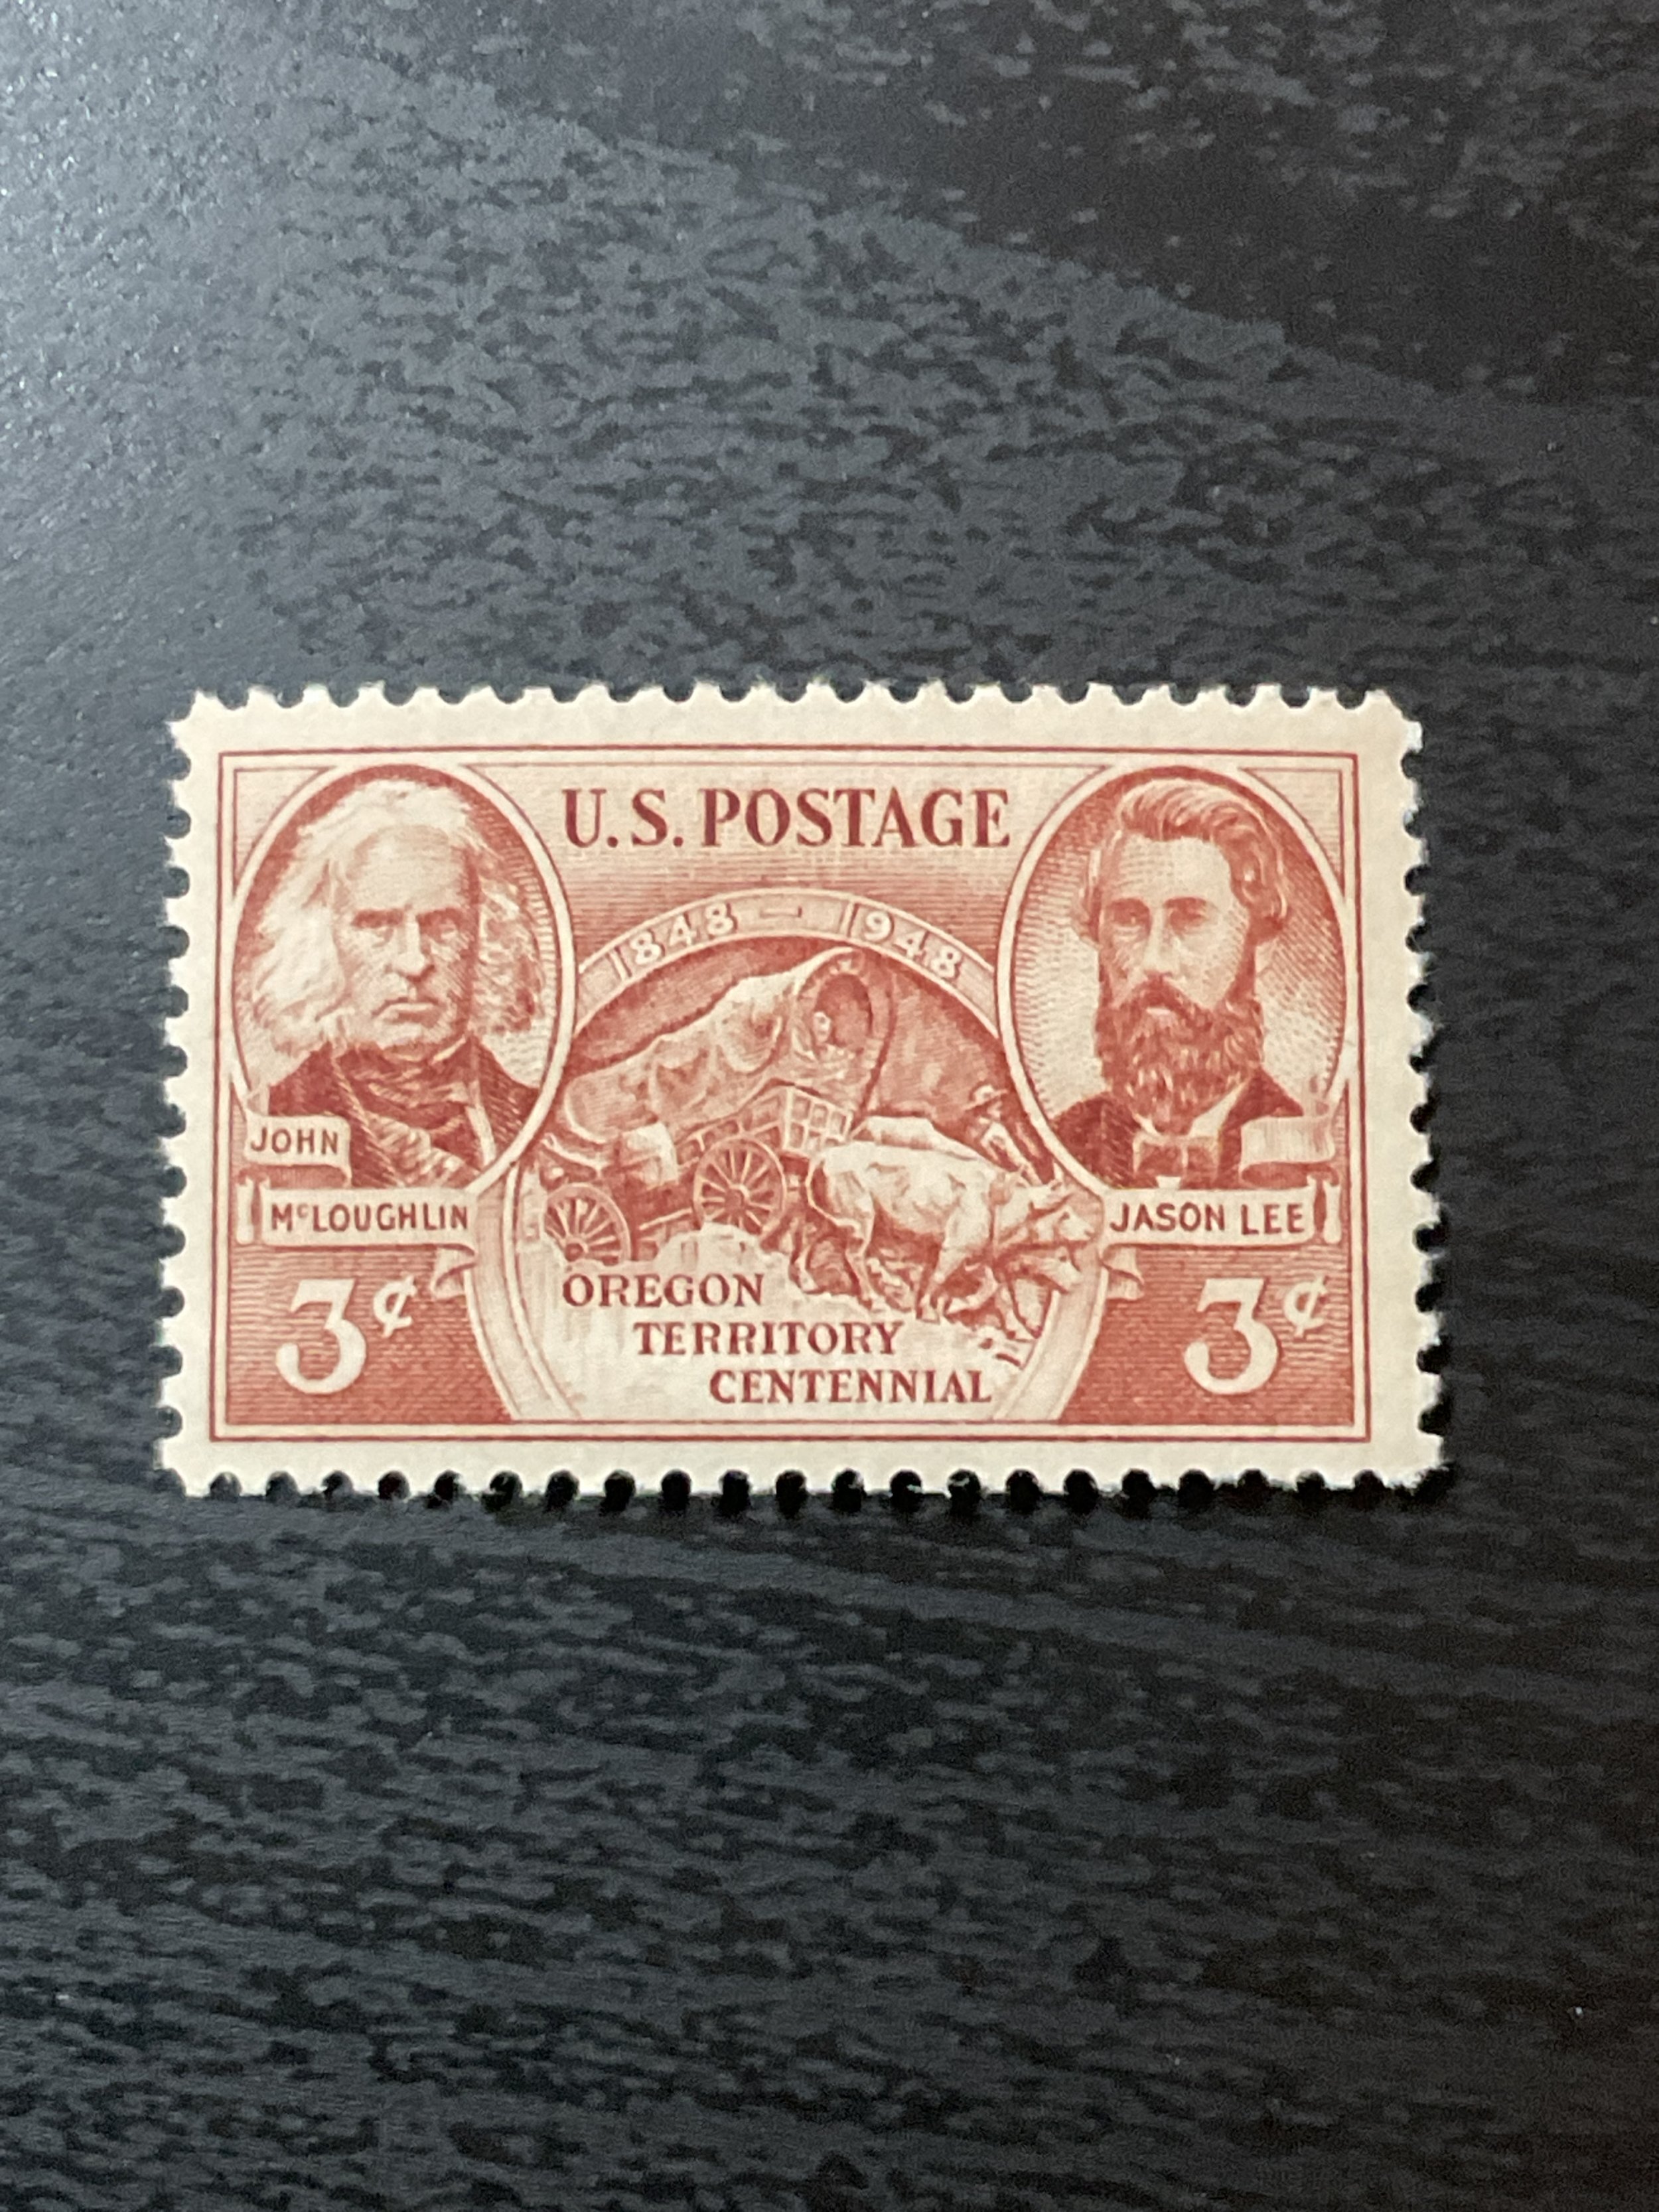 U.S. POSTAGE
1848 – 1948
JOHN
McLOUGHLIN
JASON LEE
3¢
3¢
OREGON
TERRITORY
CENTENNIAL